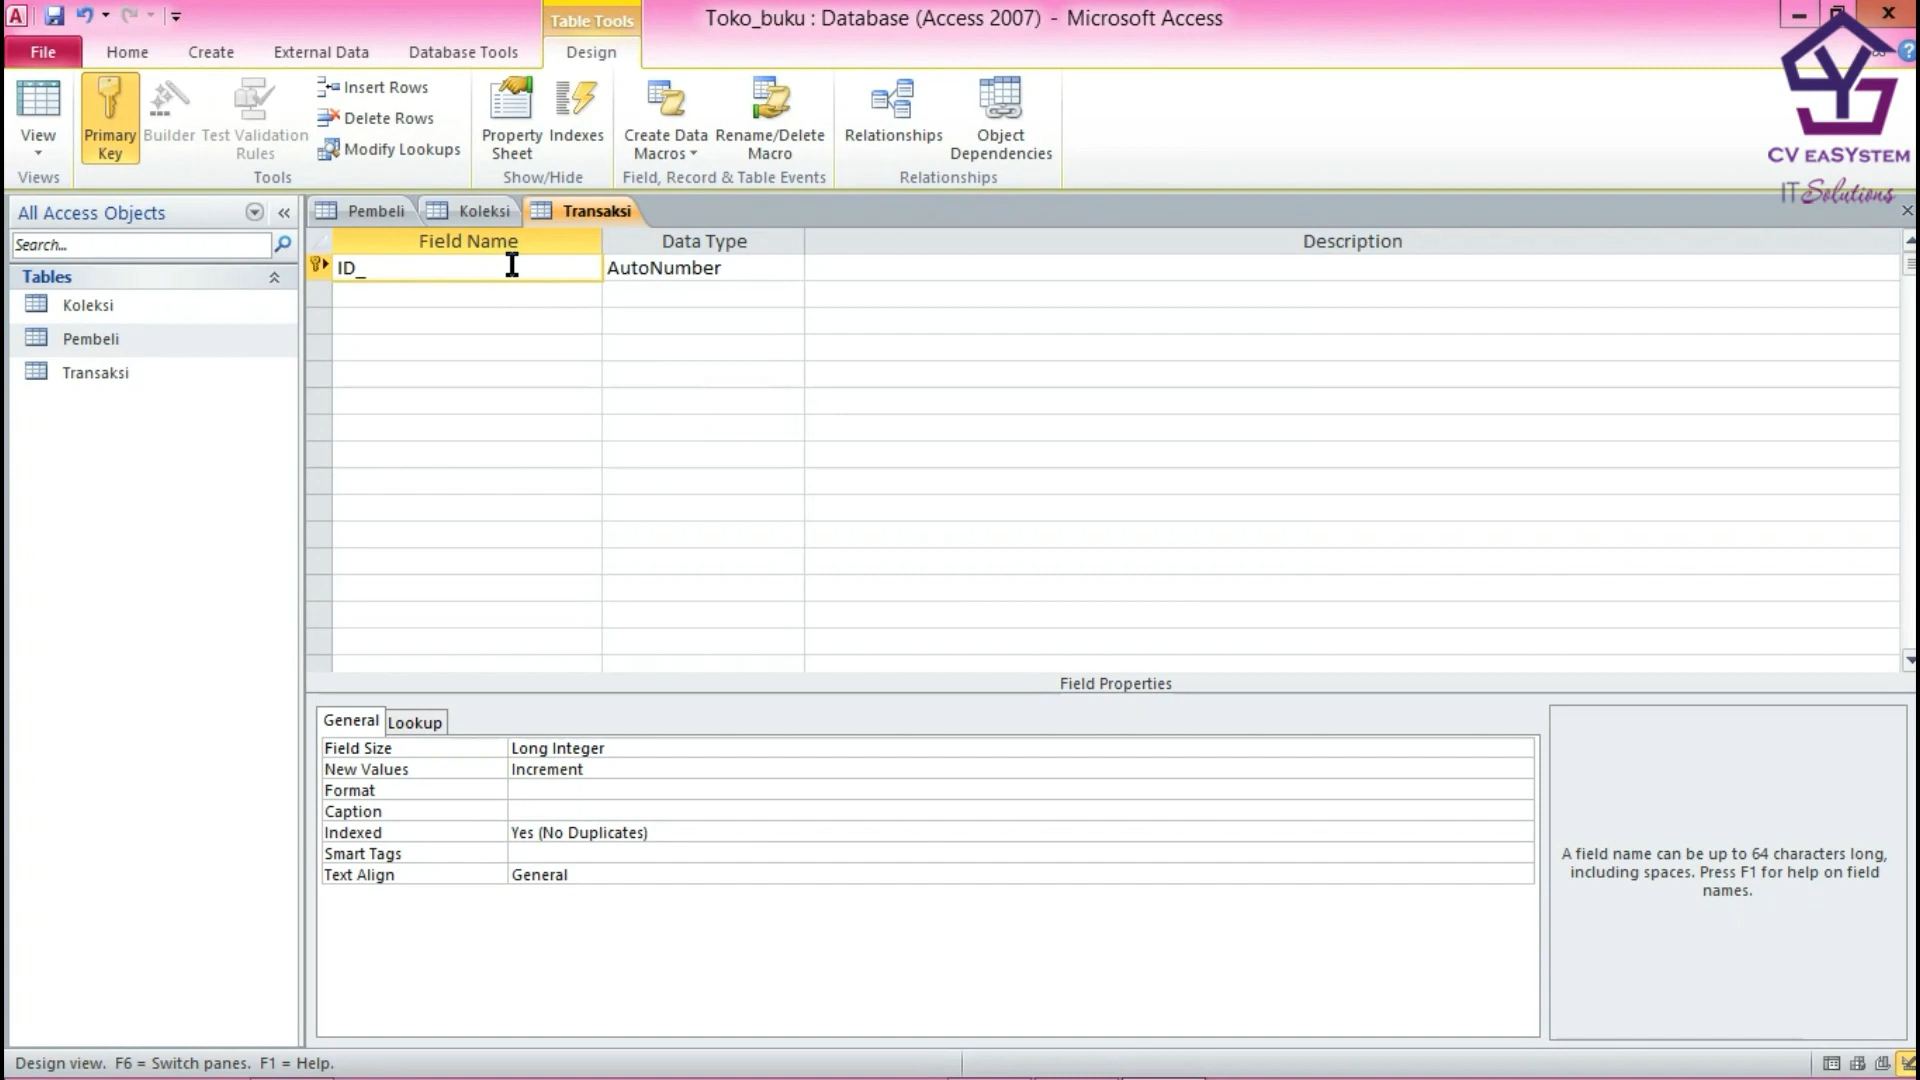 Toko_buku : Database (Access 2007) - Microsoft Access
Table Tools
File
Home
Create
External Data
Database Tools
Design
View
Primary Key
Builder
Test Validation Rules
Insert Rows
Delete Rows
Modify Lookups
Property Sheet
Indexes
Create Data Macros
Rename/Delete Macro
Relationships
Object Dependencies
Views
Tools
Show/Hide
Field, Record & Table Events
Relationships
CV eaSYstem
IT Solutions
All Access Objects
Search...
Tables
Koleksi
Pembeli
Transaksi
Pembeli
Koleksi
Transaksi
Field Name
Data Type
Description
ID_
AutoNumber
Field Properties
General
Lookup
Field Size
Long Integer
New Values
Increment
Format
Caption
Indexed
Yes (No Duplicates)
Smart Tags
Text Align
General
A field name can be up to 64 characters long,
including spaces. Press F1 for help on field
names.
Design view. F6 = Switch panes. F1 = Help.